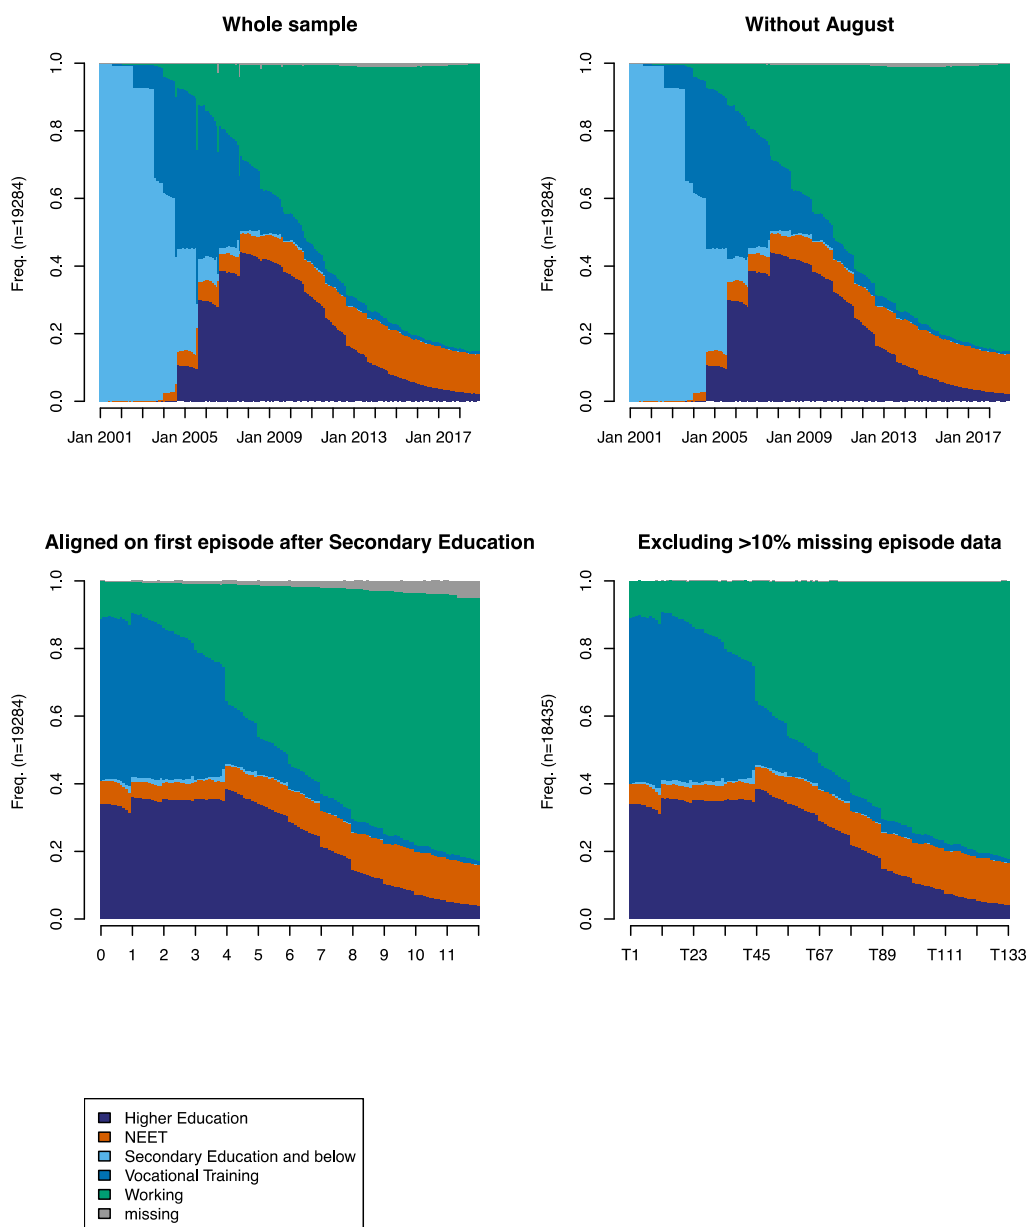 Whole sample
Without August
Freq. (n=19284)
0.0 0.2 0.4 0.6 0.8 1.0
Jan 2001 Jan 2005 Jan 2009 Jan 2013 Jan 2017
Freq. (n=19284)
0.0 0.2 0.4 0.6 0.8 1.0
Jan 2001 Jan 2005 Jan 2009 Jan 2013 Jan 2017
Aligned on first episode after Secondary Education
Excluding >10% missing episode data
Freq. (n=19284)
0.0 0.2 0.4 0.6 0.8 1.0
0 1 2 3 4 5 6 7 8 9 10 11
Freq. (n=18435)
0.0 0.2 0.4 0.6 0.8 1.0
T1 T23 T45 T67 T89 T111 T133
Higher Education
NEET
Secondary Education and below
Vocational Training
Working
missing